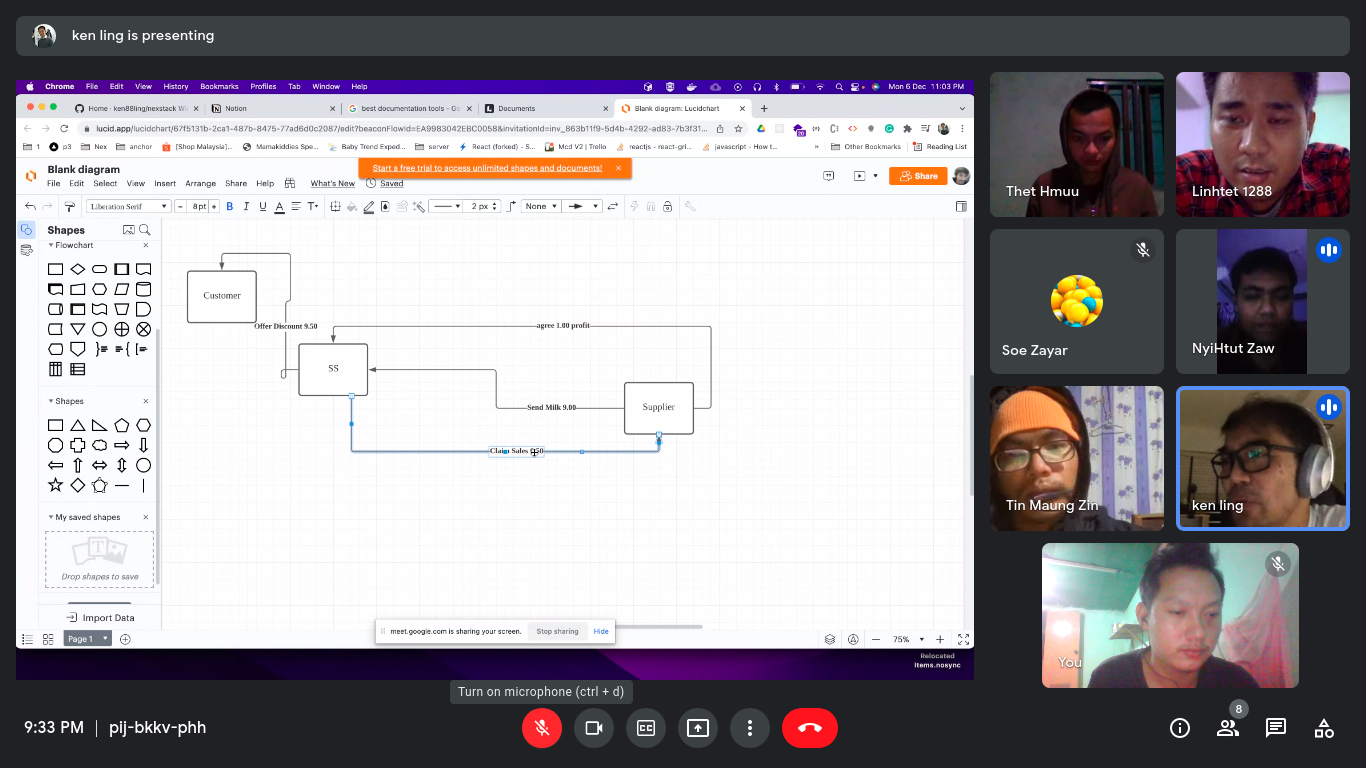 ken ling is presenting
Chrome File Edit View History Bookmarks Profiles Tab Window Help
Mon 6 Dec 11:03 PM
Home · ken88ling/nexstack Wi
Notion
best documentation tools - Go
Documents
Blank diagram: Lucidchart
lucid.app/lucidchart/67f5131b-2ca1-487b-8475-77ad6d0c2087/edit?beaconFlowId=EA9983042EBC0058&invitationId=inv_863b11f9-5d4b-4292-ad83-7b3f31...
1 p3 Nex anchor [Shop Malaysia]... Mamakiddies Spe... Baby Trend Exped... server React (forked) - S... Mcd V2 | Trello reactjs - react-gri... javascript - How t... » Other Bookmarks Reading List
Blank diagram
Start a free trial to access unlimited shapes and documents!
File Edit Select View Insert Arrange Share Help What's New Saved
Share
Liberation Serif
8 pt
B I U A
T
2 px
None
Shapes
Flowchart
Shapes
My saved shapes
Drop shapes to save
Import Data
Customer
Offer Discount 9.50
agree 1.00 profit
SS
Send Milk 9.00
Supplier
Claim Sales
meet.google.com is sharing your screen.
Stop sharing
Hide
Page 1
75%
Relocated
Items.nosync
Thet Hmuu
Linhtet 1288
Soe Zayar
NyiHtut Zaw
Tin Maung Zin
ken ling
You
Turn on microphone (ctrl + d)
9:33 PM | pij-bkkv-phh
8